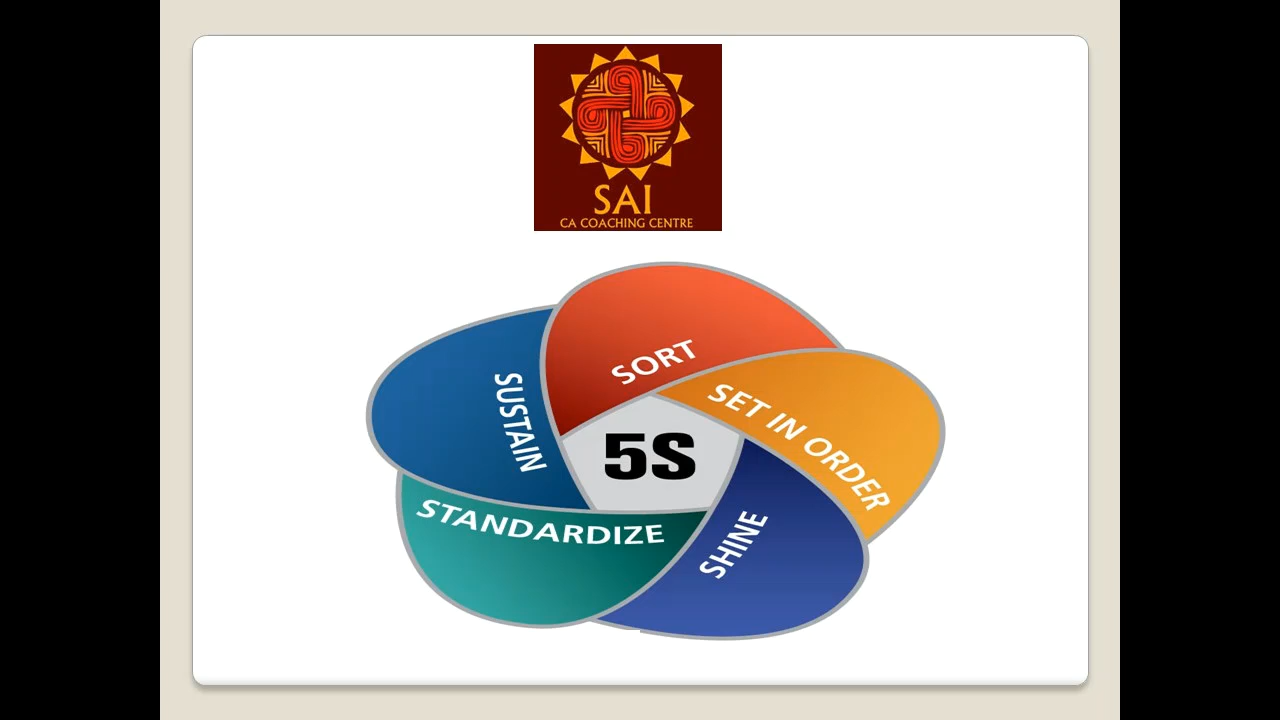 SAI
CA COACHING CENTRE
SORT
SET IN ORDER
SHINE
STANDARDIZE
SUSTAIN
5S